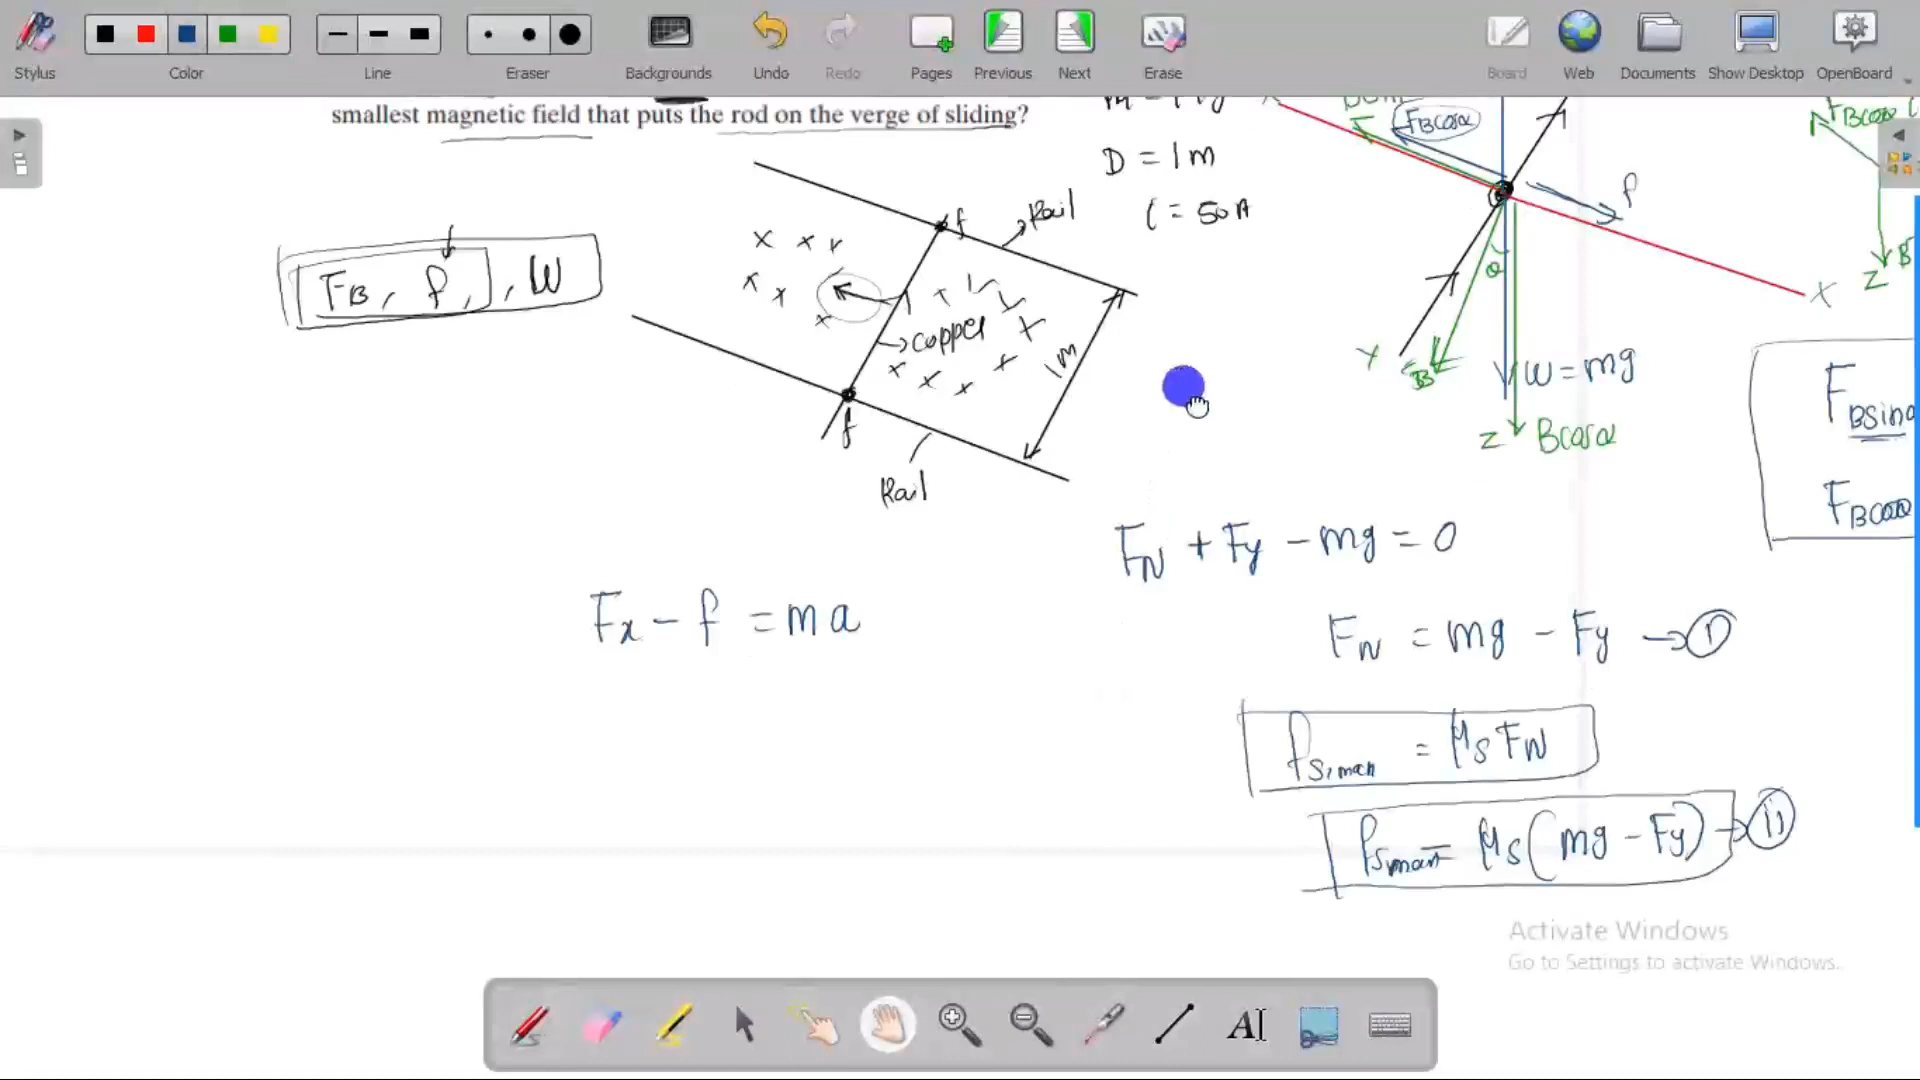 Stylus Color Line Eraser Backgrounds Undo Redo Pages Previous Next Erase Board Web Documents Show Desktop OpenBoard
smallest magnetic field that puts the rod on the verge of sliding?
D = 1m
i = 50A
FB, f, , W
f
Rail
copper
1m
f
Rail
FBcosα
f
θ
X
Y
B
W = mg
Z Bcosα
FBcosα
Z B
FBsinα
FBcosα
FN + Fy - mg = 0
Fx - f = ma
FN = mg - Fy → I
fs,max = μs FN
fsmax = μs(mg - Fy) → II
Activate Windows
Go to Settings to activate Windows.